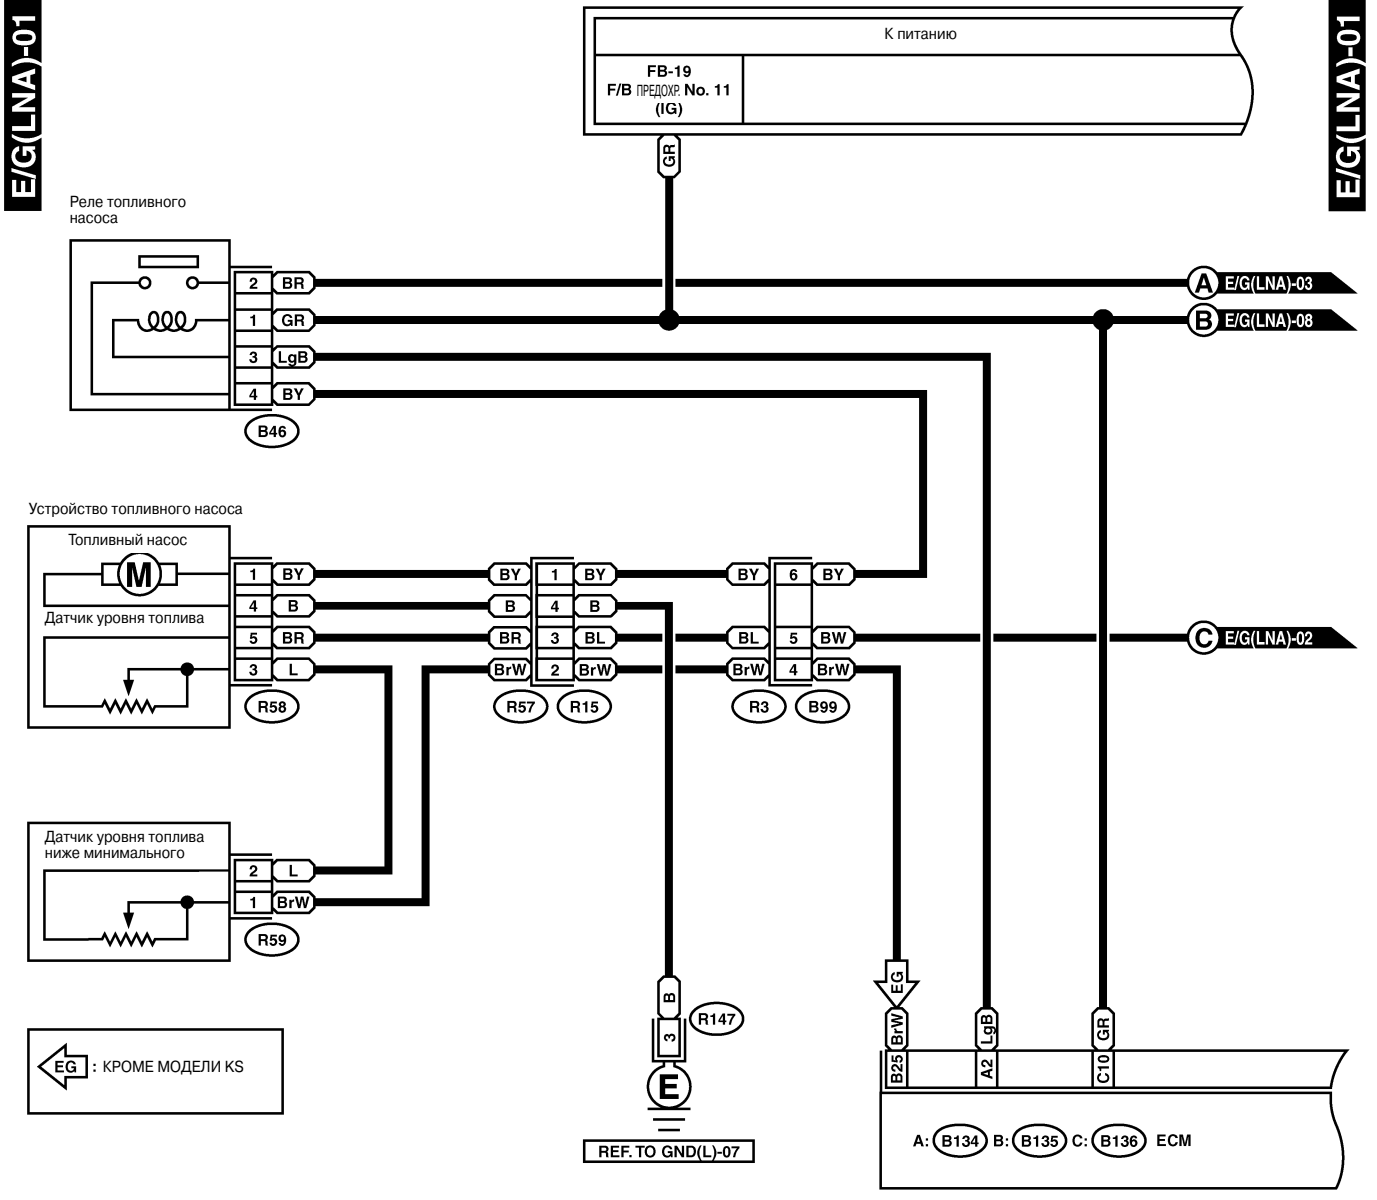 E/G(LNA)-01
E/G(LNA)-01
К питанию
FB-19
F/B ПРЕДОХР. No. 11
(IG)
GR
Реле топливного
насоса
2 BR
A E/G(LNA)-03
1 GR
B E/G(LNA)-08
3 LgB
4 BY
B46
Устройство топливного насоса
Топливный насос
M
1 BY BY 1 BY BY 6 BY
4 B B 4 B
Датчик уровня топлива
5 BR BR 3 BL BL 5 BW
C E/G(LNA)-02
3 L BrW 2 BrW BrW 4 BrW
R58 R57 R15 R3 B99
Датчик уровня топлива
ниже минимального
2 L
1 BrW
R59
EG
B
R147
3
E
REF. TO GND(L)-07
BrW LgB GR
B25 A2 C10
EG : КРОМЕ МОДЕЛИ KS
A: B134 B: B135 C: B136 ECM